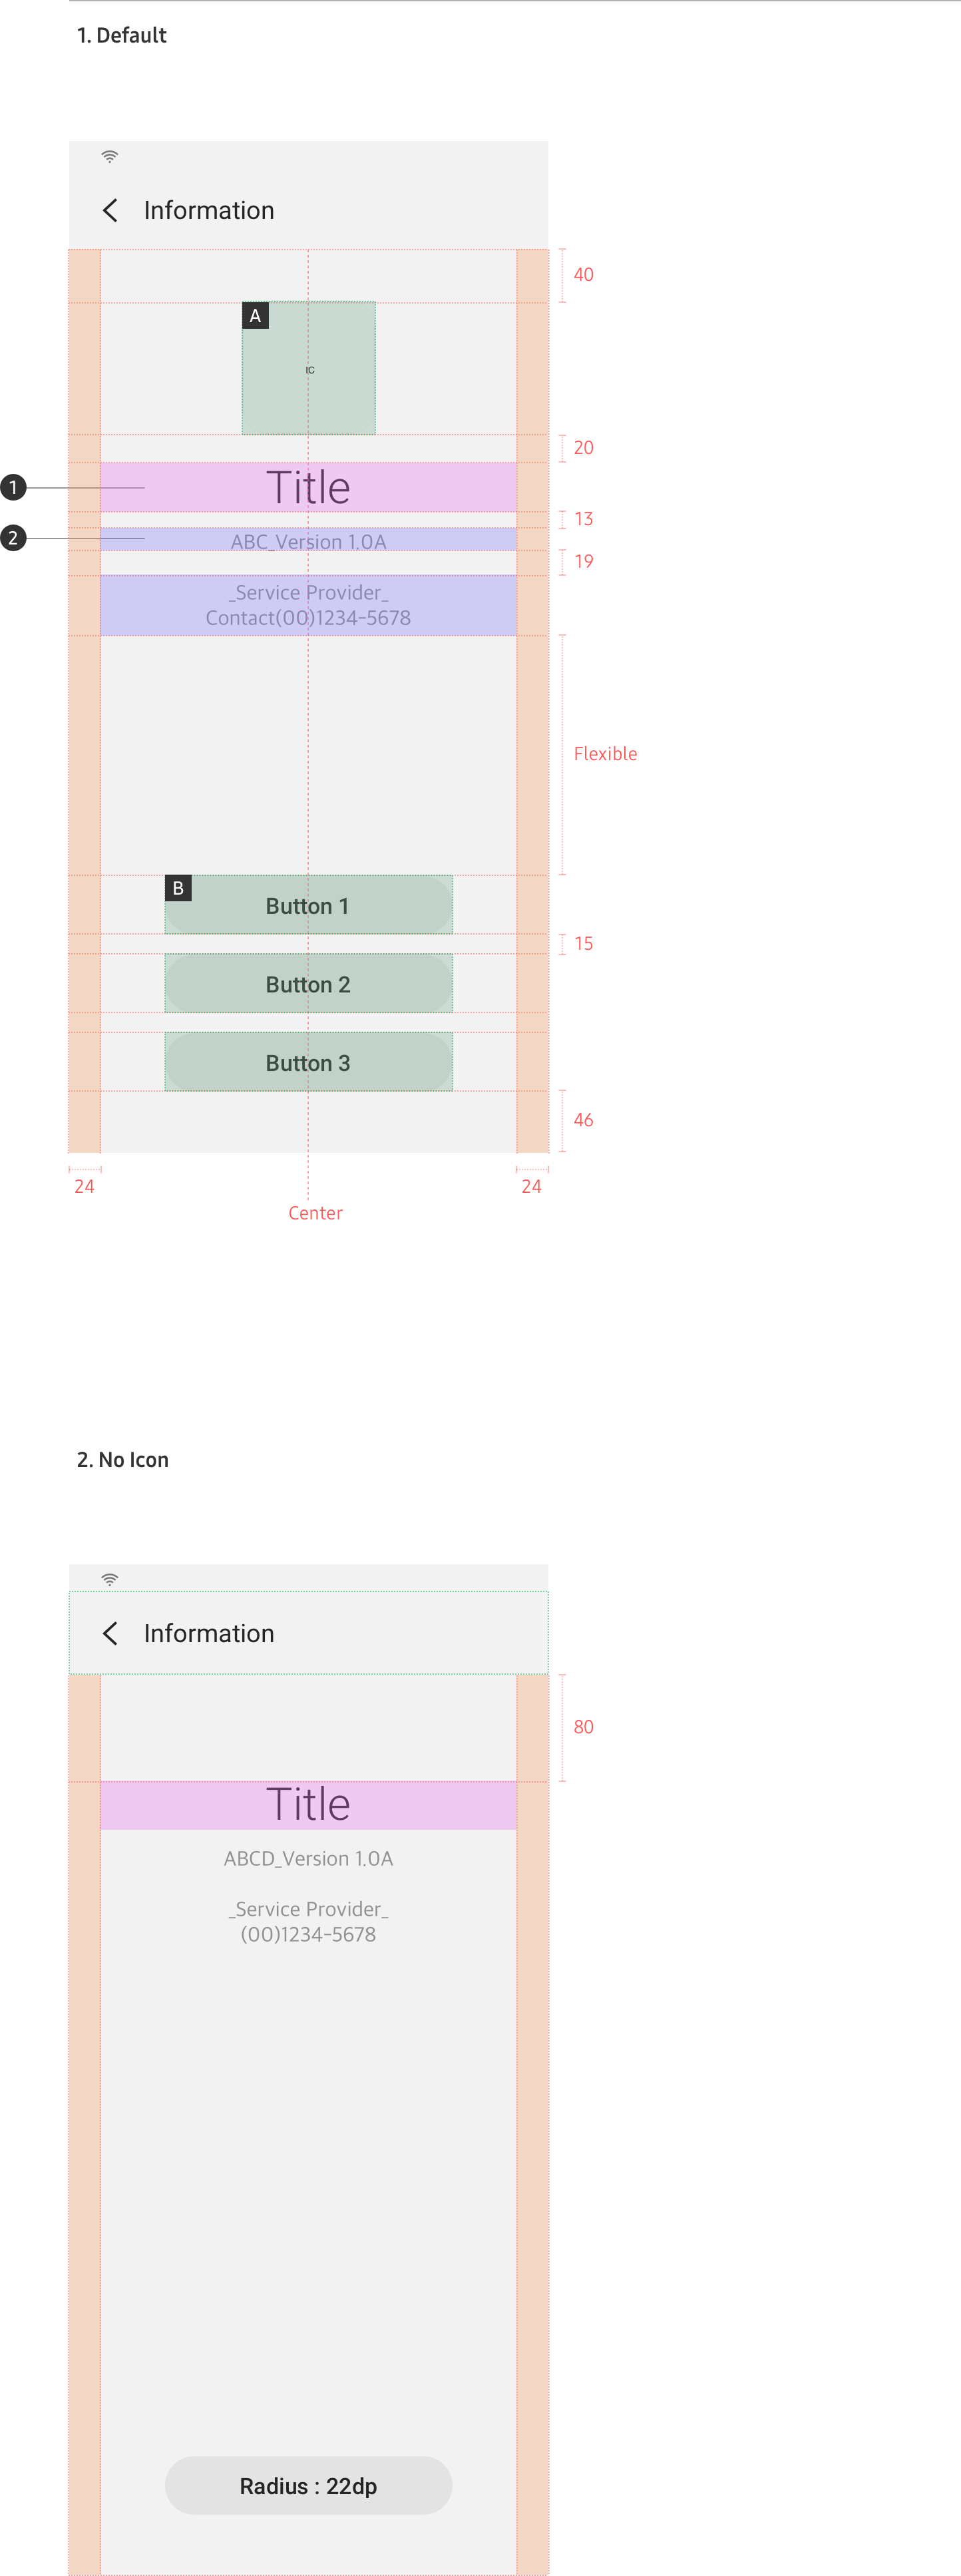 1. Default
Information
40
A
IC
20
1
Title
13
2
ABC_Version 1.0A
19
_Service Provider_
Contact(00)1234-5678
Flexible
B
Button 1
15
Button 2
Button 3
46
24
24
Center
2. No Icon
Information
80
Title
ABCD_Version 1.0A
_Service Provider_
(00)1234-5678
Radius : 22dp